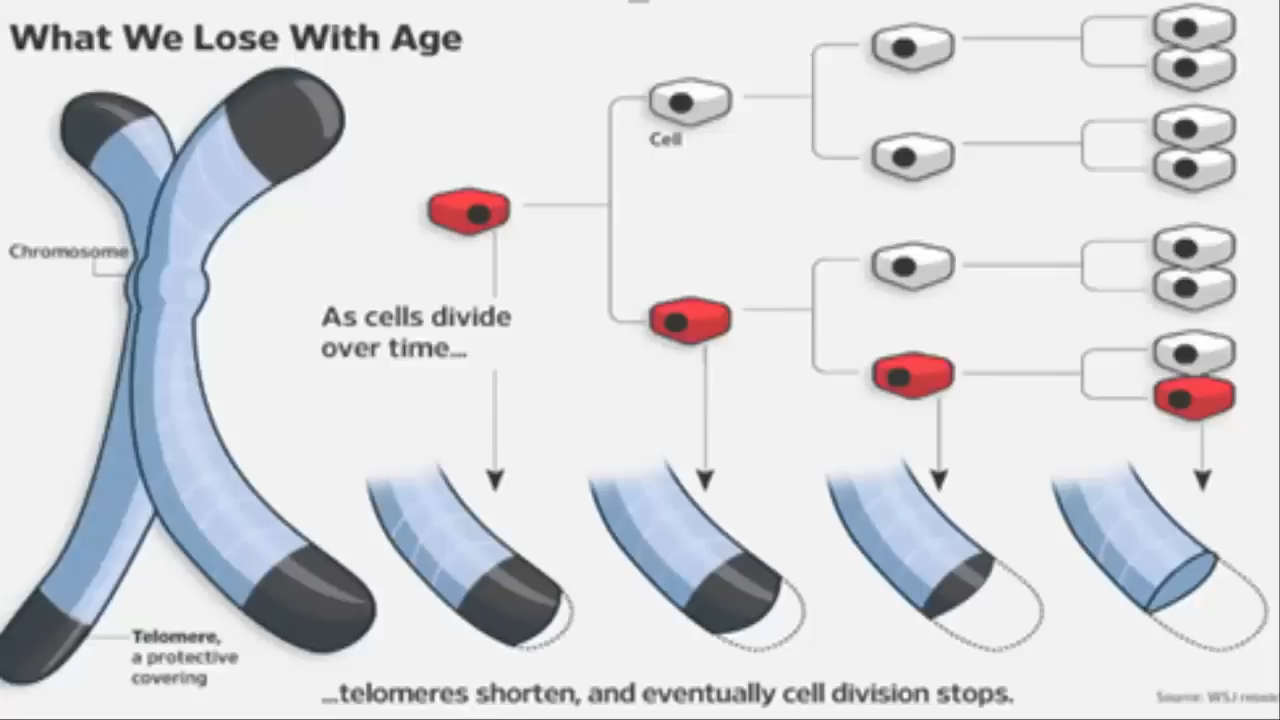 What We Lose With Age
Cell
Chromosome
As cells divide
over time...
Telomere,
a protective
covering
...telomeres shorten, and eventually cell division stops.
Source: WSJ